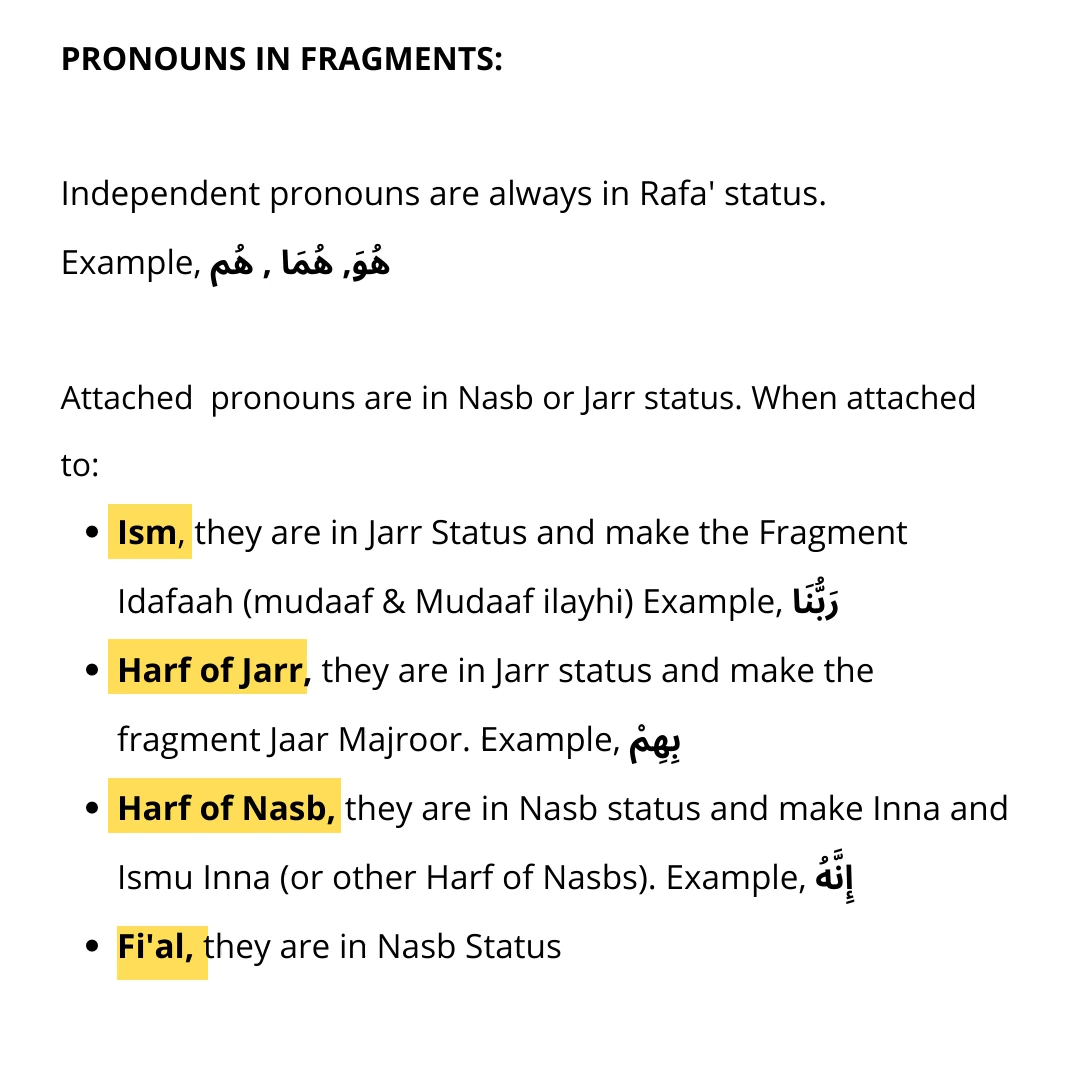 PRONOUNS IN FRAGMENTS:
Independent pronouns are always in Rafa' status.
Example, هُوَ, هُمَا , هُم
Attached  pronouns are in Nasb or Jarr status. When attached
to:
• Ism, they are in Jarr Status and make the Fragment
Idafaah (mudaaf & Mudaaf ilayhi) Example, رَبُّنَا
• Harf of Jarr, they are in Jarr status and make the
fragment Jaar Majroor. Example, بِهِمْ
• Harf of Nasb, they are in Nasb status and make Inna and
Ismu Inna (or other Harf of Nasbs). Example, إِنَّهُ
• Fi'al, they are in Nasb Status